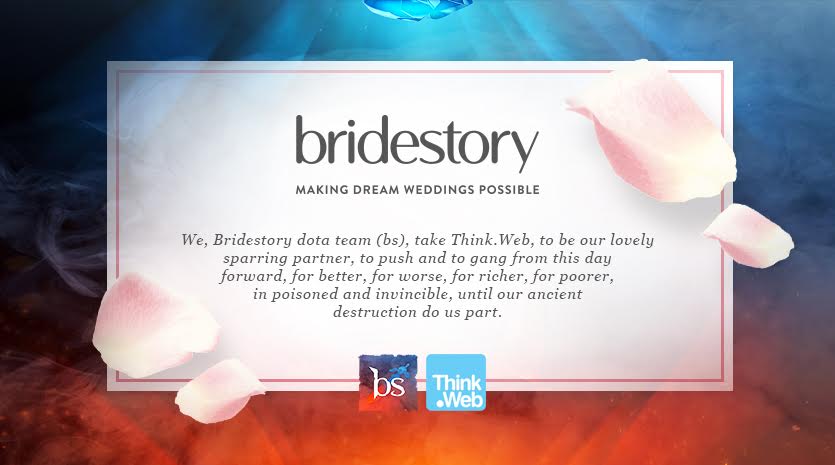 bridestory
MAKING DREAM WEDDINGS POSSIBLE
We, Bridestory dota team (bs), take Think.Web, to be our lovely
sparring partner, to push and to gang from this day
forward, for better, for worse, for richer, for poorer,
in poisoned and invincible, until our ancient
destruction do us part.
bs
Think
.Web